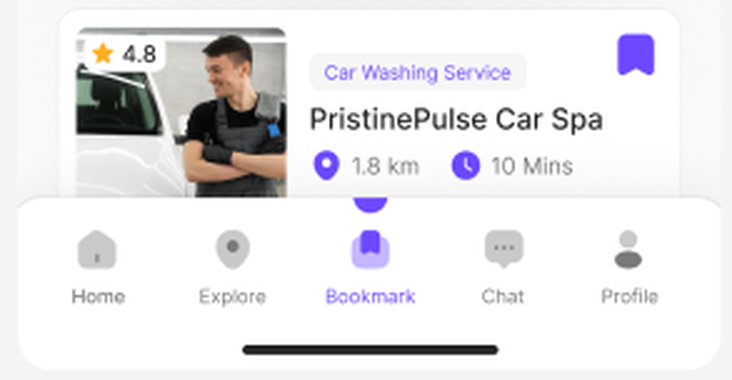 4.8
Car Washing Service
PristinePulse Car Spa
1.8 km 10 Mins
Home Explore Bookmark Chat Profile